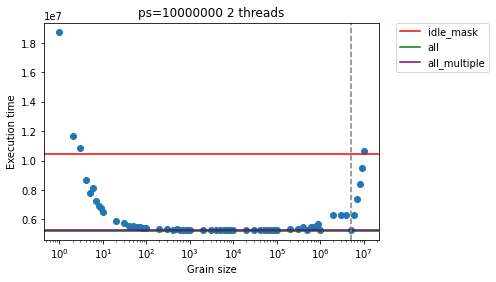 ps=10000000 2 threads
1e7
1.8
1.6
1.4
1.2
1.0
0.8
0.6
Execution time
10^0
10^1
10^2
10^3
10^4
10^5
10^6
10^7
Grain size
idle_mask
all
all_multiple